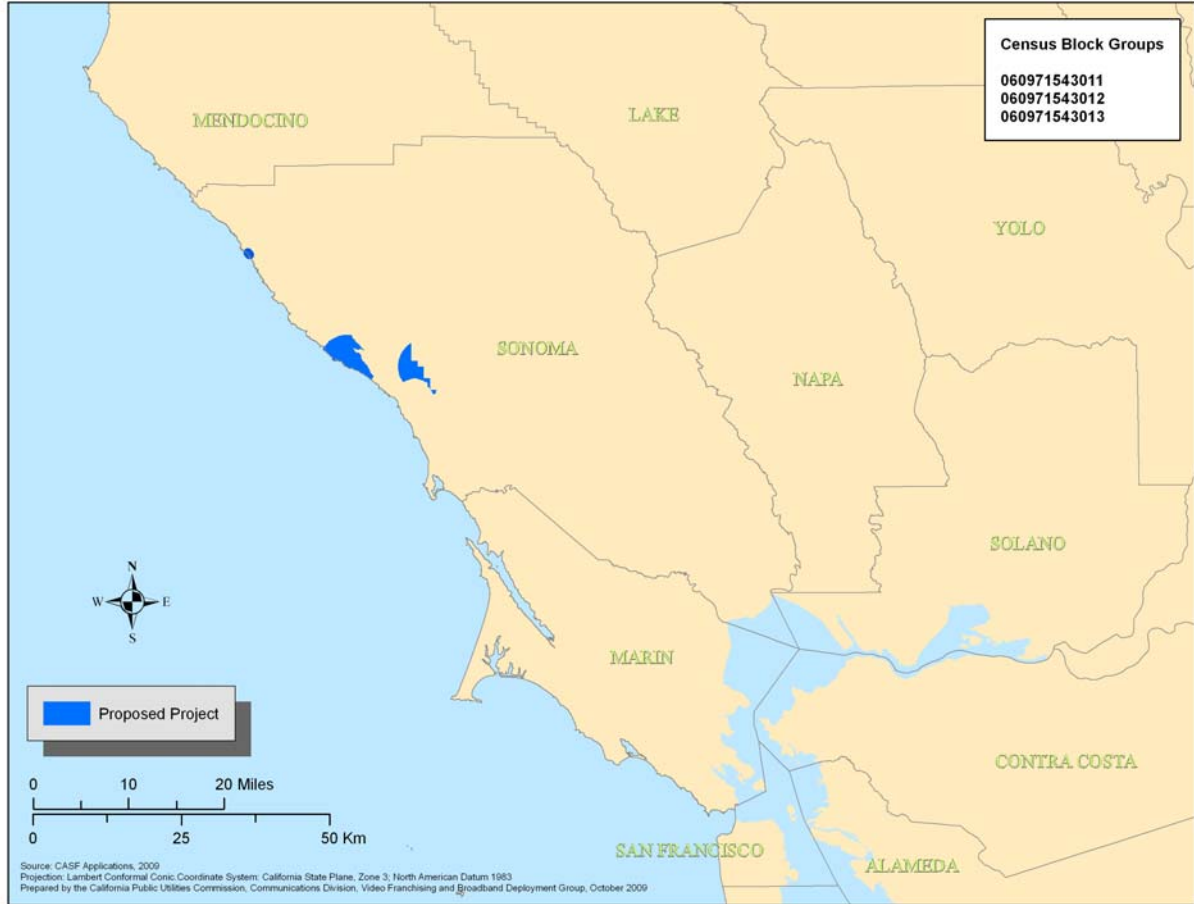 Census Block Groups
060971543011
060971543012
060971543013
MENDOCINO
LAKE
YOLO
SONOMA
NAPA
SOLANO
N
W E
S
MARIN
Proposed Project
CONTRA COSTA
0 10 20 Miles
0 25 50 Km
SAN FRANCISCO
ALAMEDA
Source: CASF Applications, 2009
Projection: Lambert Conformal Conic.Coordinate System: California State Plane, Zone 3; North American Datum 1983
Prepared by the California Public Utilities Commission, Communications Division, Video Franchising and Broadband Deployment Group, October 2009